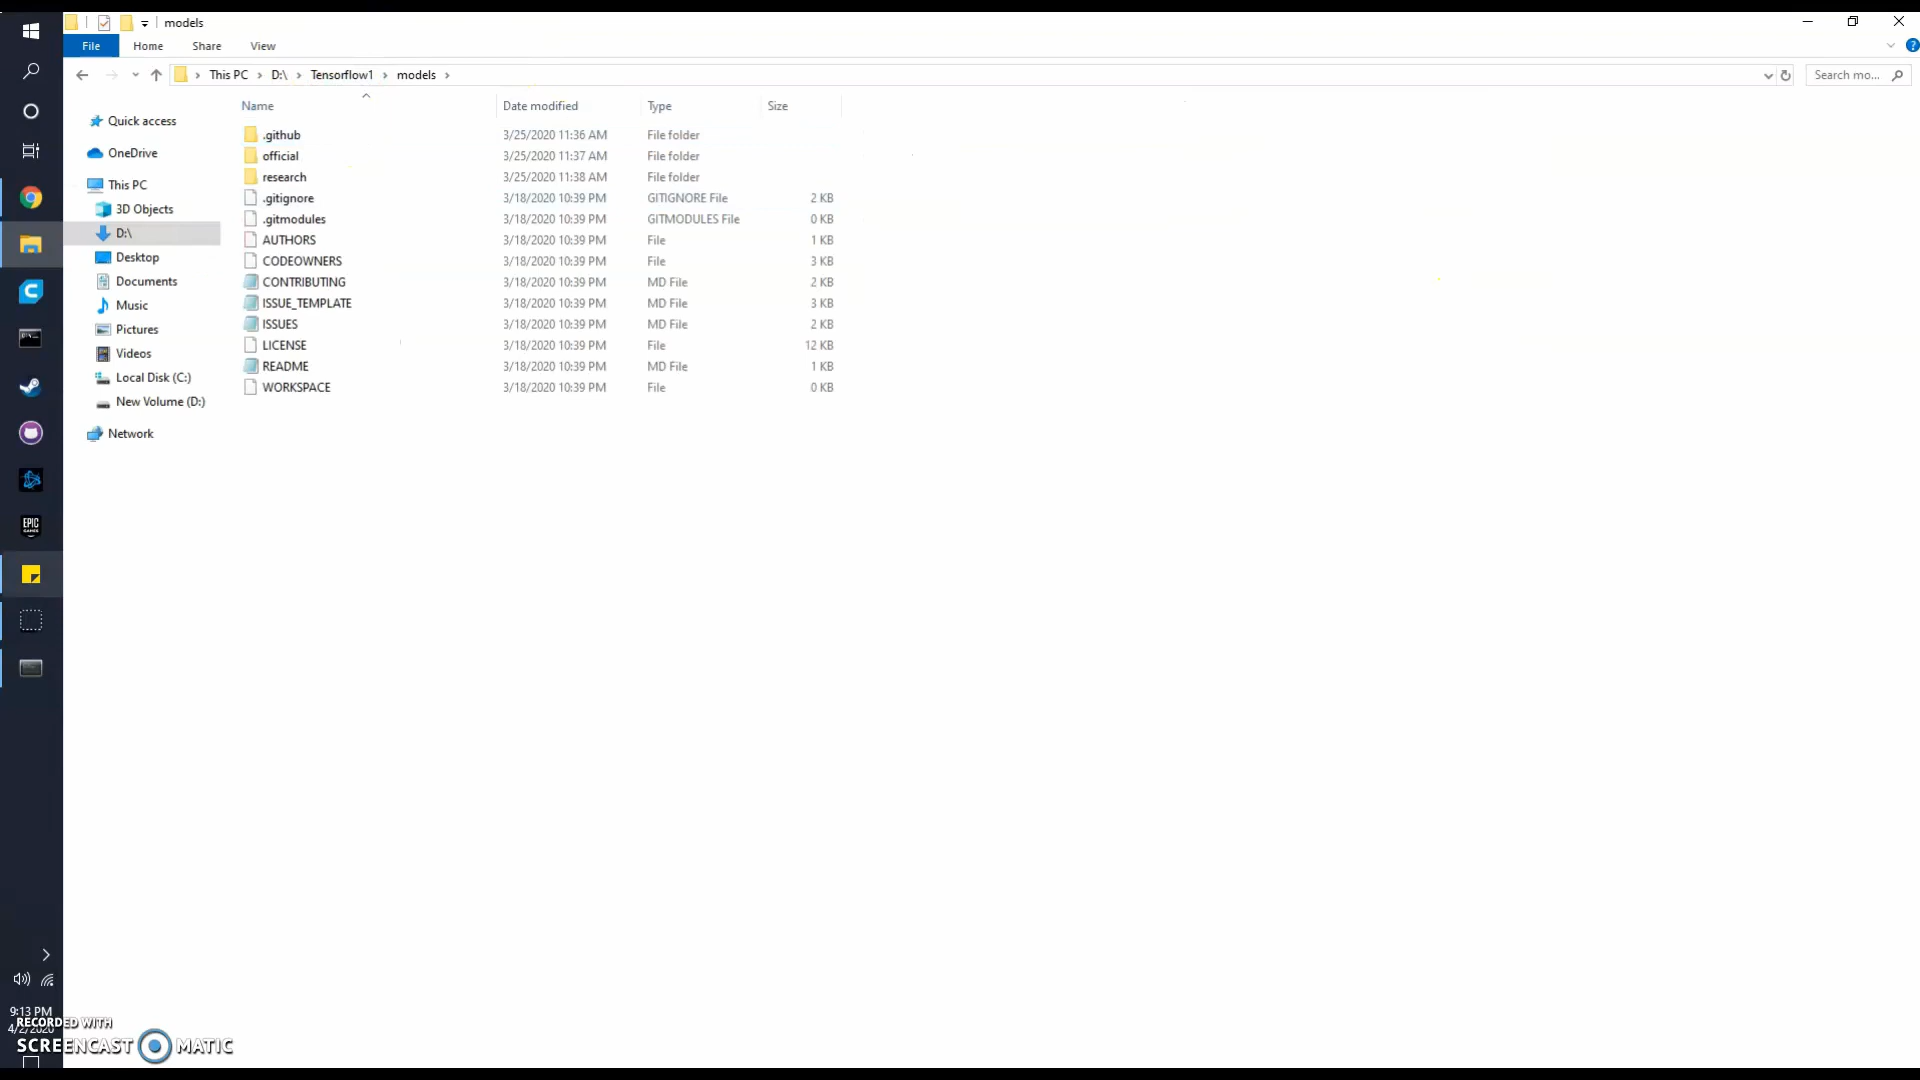 models
File Home Share View
This PC D:\ Tensorflow1 models Search mo...
Name Date modified Type Size
Quick access
OneDrive
This PC
3D Objects
D:\
Desktop
Documents
Music
Pictures
Videos
Local Disk (C:)
New Volume (D:)
Network
.github 3/25/2020 11:36 AM File folder
official 3/25/2020 11:37 AM File folder
research 3/25/2020 11:38 AM File folder
.gitignore 3/18/2020 10:39 PM GITIGNORE File 2 KB
.gitmodules 3/18/2020 10:39 PM GITMODULES File 0 KB
AUTHORS 3/18/2020 10:39 PM File 1 KB
CODEOWNERS 3/18/2020 10:39 PM File 3 KB
CONTRIBUTING 3/18/2020 10:39 PM MD File 2 KB
ISSUE_TEMPLATE 3/18/2020 10:39 PM MD File 3 KB
ISSUES 3/18/2020 10:39 PM MD File 2 KB
LICENSE 3/18/2020 10:39 PM File 12 KB
README 3/18/2020 10:39 PM MD File 1 KB
WORKSPACE 3/18/2020 10:39 PM File 0 KB
EPIC
GAMES
9:13 PM
4/2/2020
RECORDED WITH
SCREENCAST MATIC